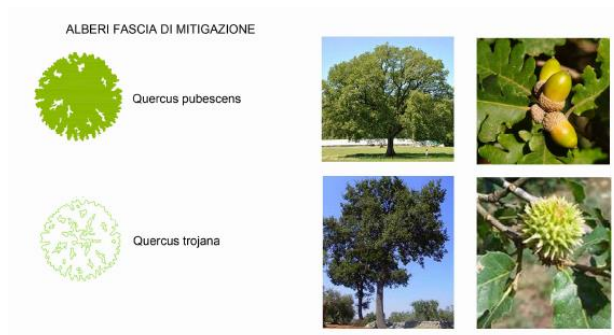 ALBERI FASCIA DI MITIGAZIONE
Quercus pubescens
Quercus trojana